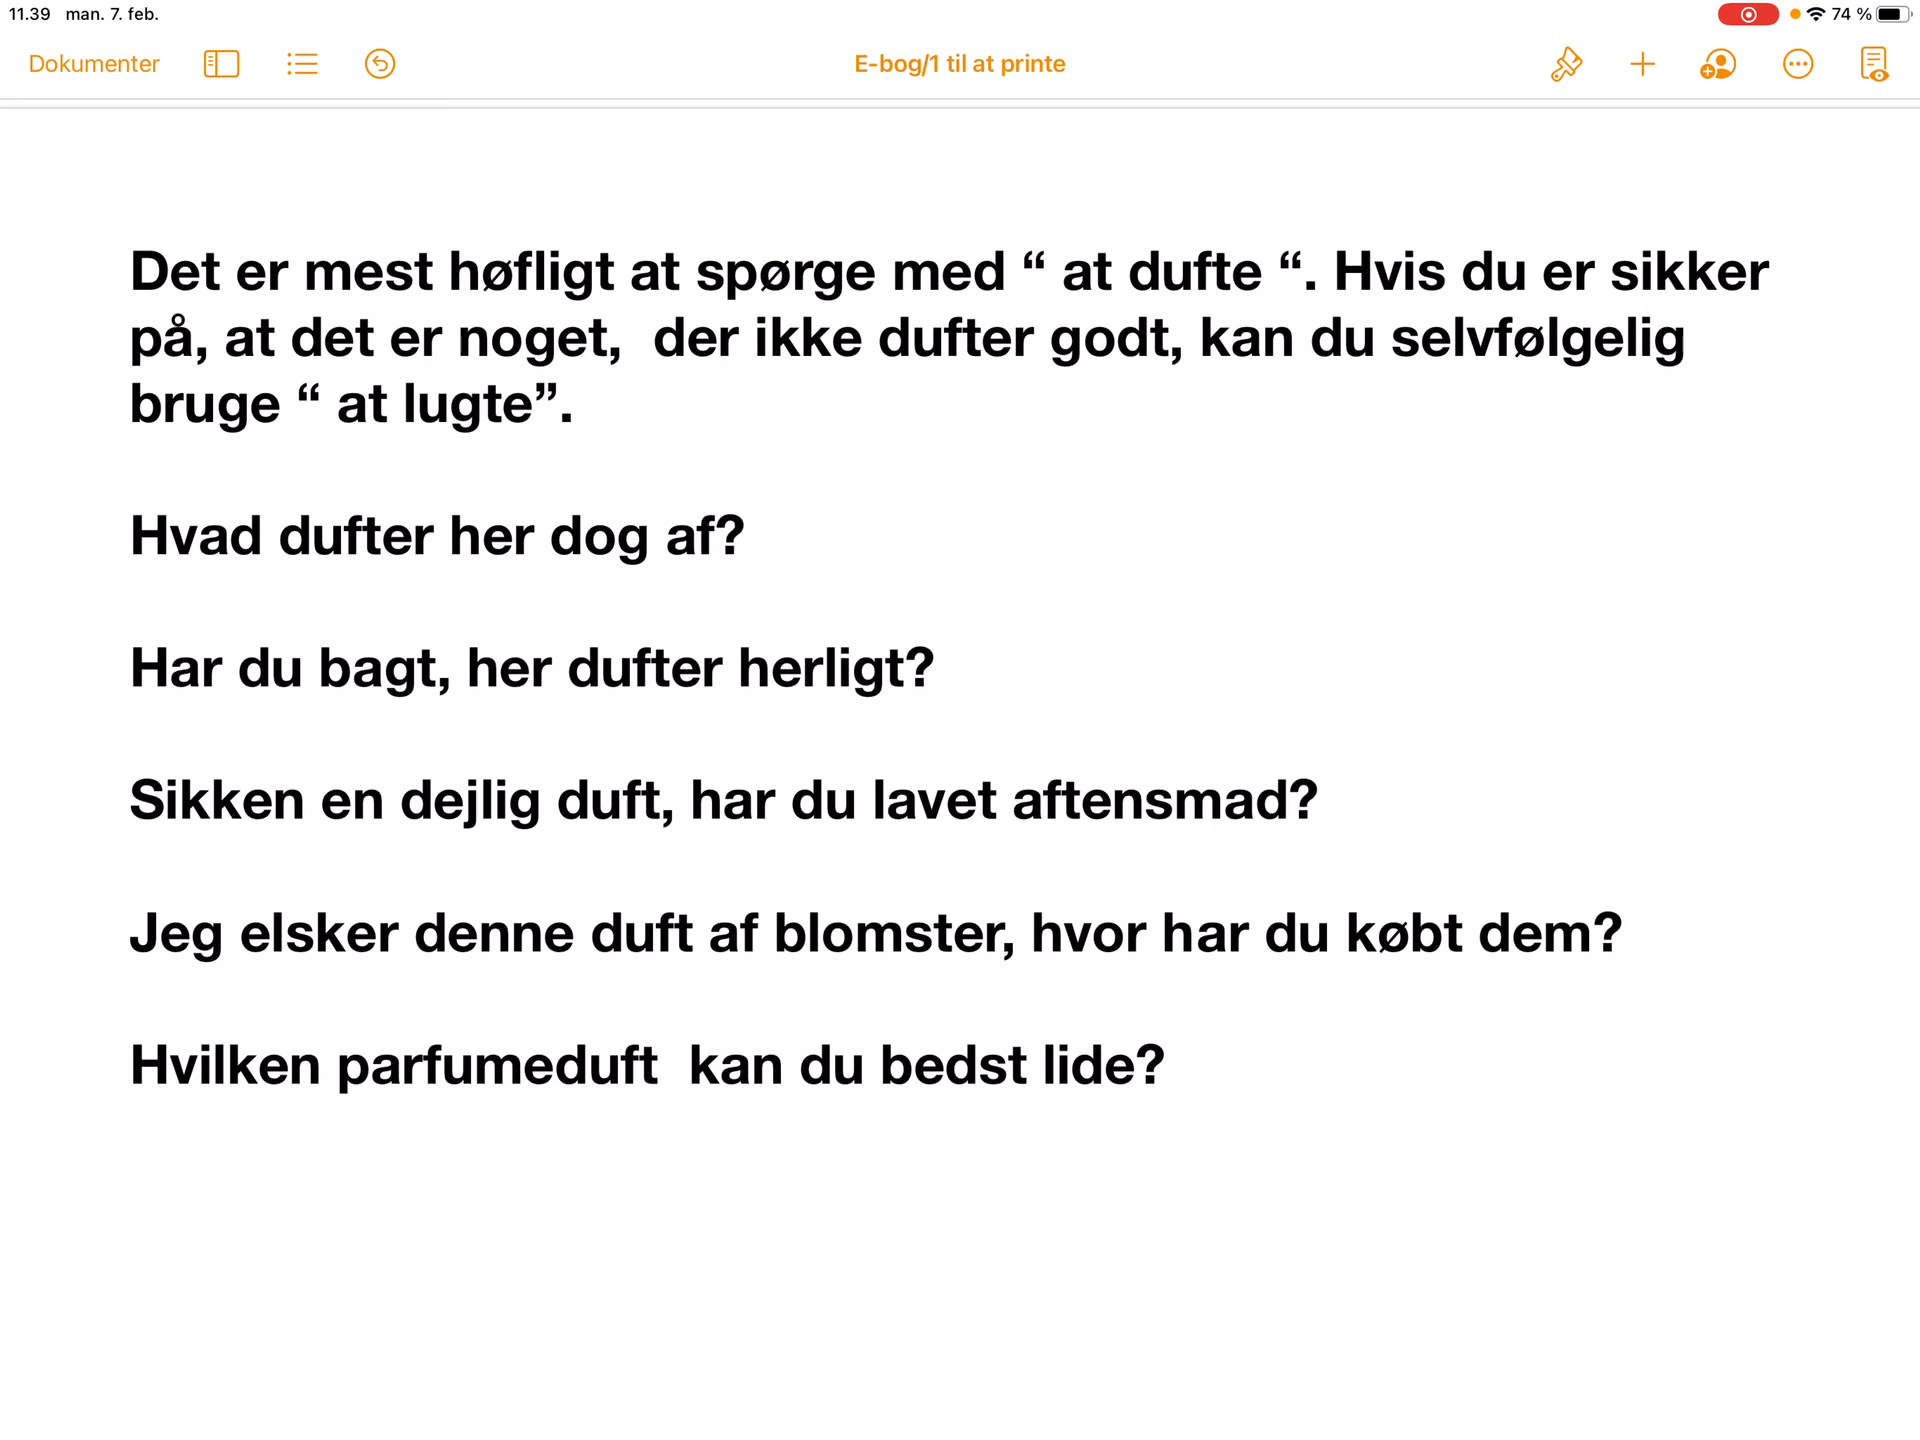 11.39 man. 7. feb.
74 %
Dokumenter
E-bog/1 til at printe
Det er mest høfligt at spørge med “ at dufte “. Hvis du er sikker
på, at det er noget,  der ikke dufter godt, kan du selvfølgelig
bruge “ at lugte”.
Hvad dufter her dog af?
Har du bagt, her dufter herligt?
Sikken en dejlig duft, har du lavet aftensmad?
Jeg elsker denne duft af blomster, hvor har du købt dem?
Hvilken parfumeduft  kan du bedst lide?